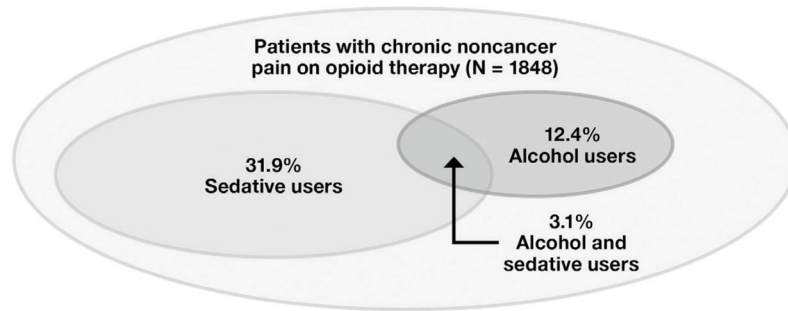 Patients with chronic noncancer
pain on opioid therapy (N = 1848)
31.9%
Sedative users
12.4%
Alcohol users
3.1%
Alcohol and
sedative users